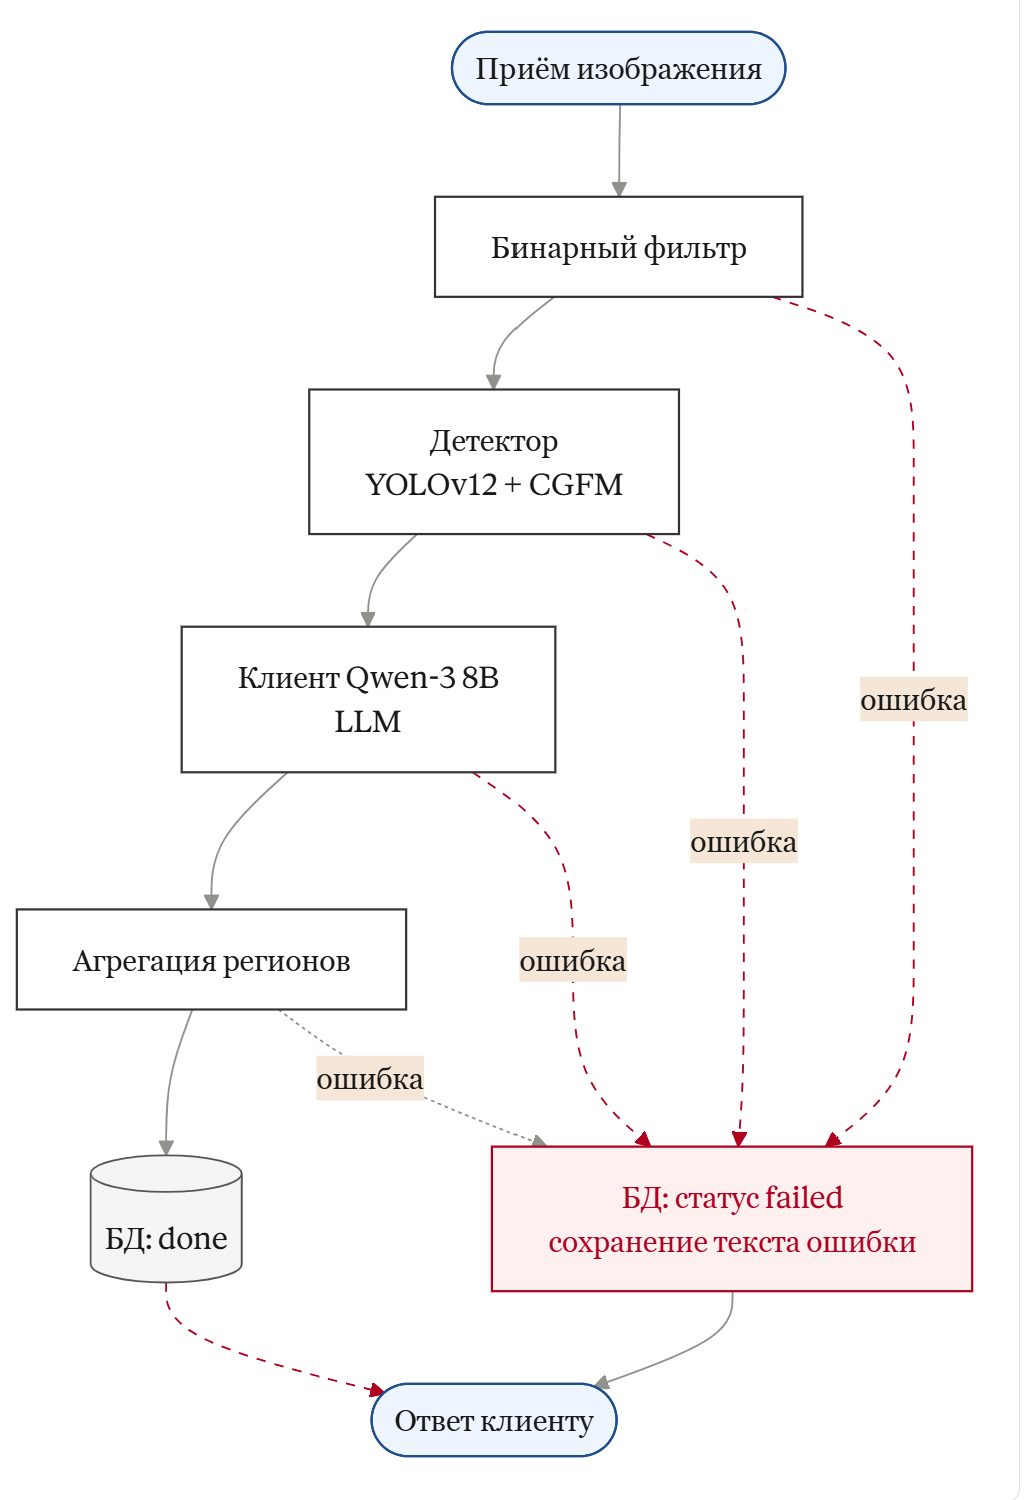 Приём изображения
Бинарный фильтр
Детектор
YOLOv12 + CGFM
Клиент Qwen-3 8B
LLM
ошибка
ошибка
ошибка
Агрегация регионов
ошибка
БД: done
БД: статус failed
сохранение текста ошибки
Ответ клиенту